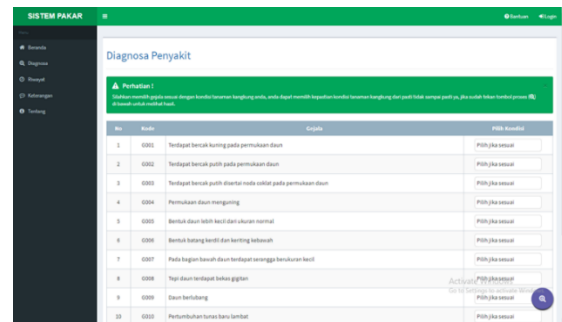 SISTEM PAKAR
Bantuan
Login
Beranda
Diagnosa
Riwayat
Keterangan
Tentang
Diagnosa Penyakit
Perhatian !
Silahkan memilih gejala sesuai dengan kondisi tanaman kangkung anda, anda dapat memilih kepastian kondisi tanaman kangkung dari pasti tidak sampai pasti ya, jika sudah tekan tombol proses
di bawah untuk melihat hasil.
No Kode Gejala Pilih Kondisi
1 G001 Terdapat bercak kuning pada permukaan daun Pilih jika sesuai
2 G002 Terdapat bercak putih pada permukaan daun Pilih jika sesuai
3 G003 Terdapat bercak putih disertai noda coklat pada permukaan daun Pilih jika sesuai
4 G004 Permukaan daun menguning Pilih jika sesuai
5 G005 Bentuk daun lebih kecil dari ukuran normal Pilih jika sesuai
6 G006 Bentuk batang kerdil dan kenting kebawah Pilih jika sesuai
7 G007 Pada bagian bawah daun terdapat serangga berukuran kecil Pilih jika sesuai
8 G008 Tepi daun terdapat bekas gigitan Pilih jika sesuai
Activate Windows
Go to Settings to activate Windows
9 G009 Daun berlubang Pilih jika sesuai
10 G010 Pertumbuhan tunas baru lambat Pilih jika sesuai